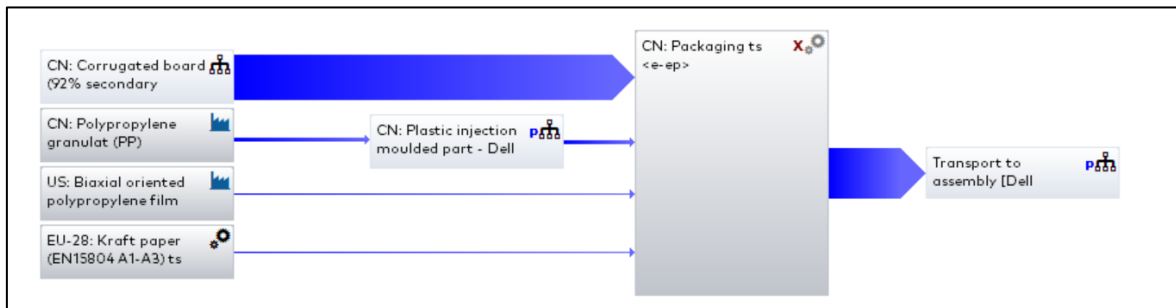 CN: Corrugated board
(92% secondary
CN: Polypropylene
granulat (PP)
US: Biaxial oriented
polypropylene film
EU-28: Kraft paper
(EN15804 A1-A3) ts
CN: Plastic injection
moulded part - Dell
p
CN: Packaging ts
<e-ep>
X
Transport to
assembly [Dell
p